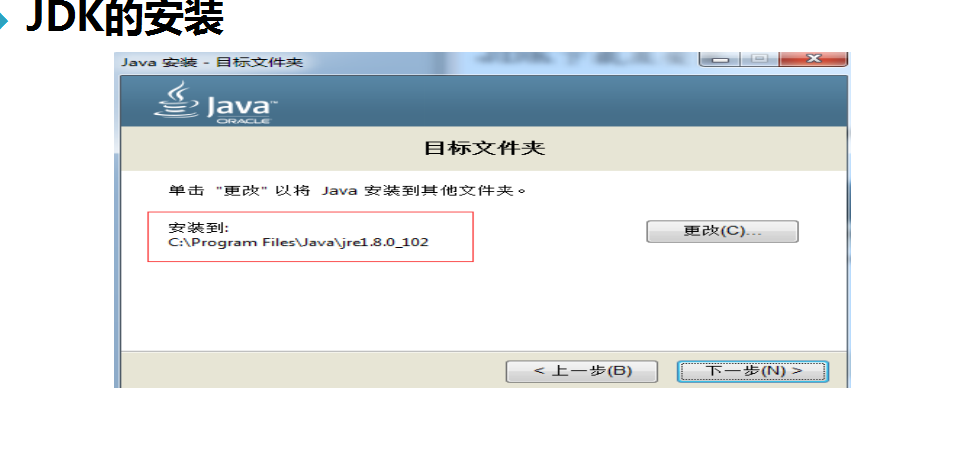 JDK的安装
Java 安装 - 目标文件夹
Java™
ORACLE
目标文件夹
单击 "更改" 以将 Java 安装到其他文件夹。
安装到:
更改(C)...
C:\Program Files\Java\jre1.8.0_102
< 上一步(B)
下一步(N) >